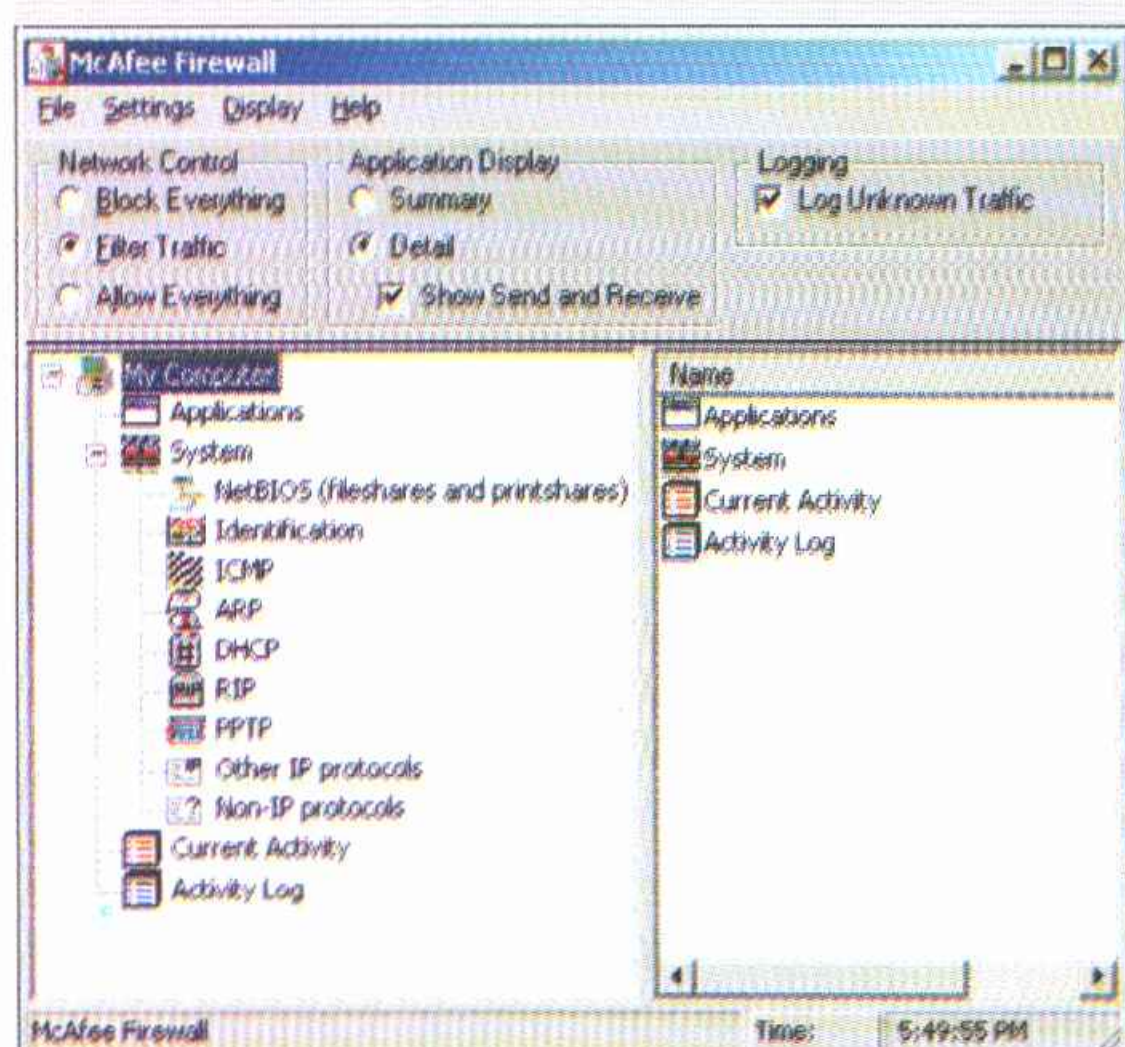 McAfee Firewall
File Settings Display Help
Network Control
Block Everything
Filter Traffic
Allow Everything
Application Display
Summary
Detail
Show Send and Receive
Logging
Log Unknown Traffic
My Computer
Applications
System
NetBIOS (fileshares and printshares)
Identification
ICMP
ARP
DHCP
RIP
PPTP
Other IP protocols
Non-IP protocols
Current Activity
Activity Log
Name
Applications
System
Current Activity
Activity Log
McAfee Firewall
Time: 5:49:55 PM